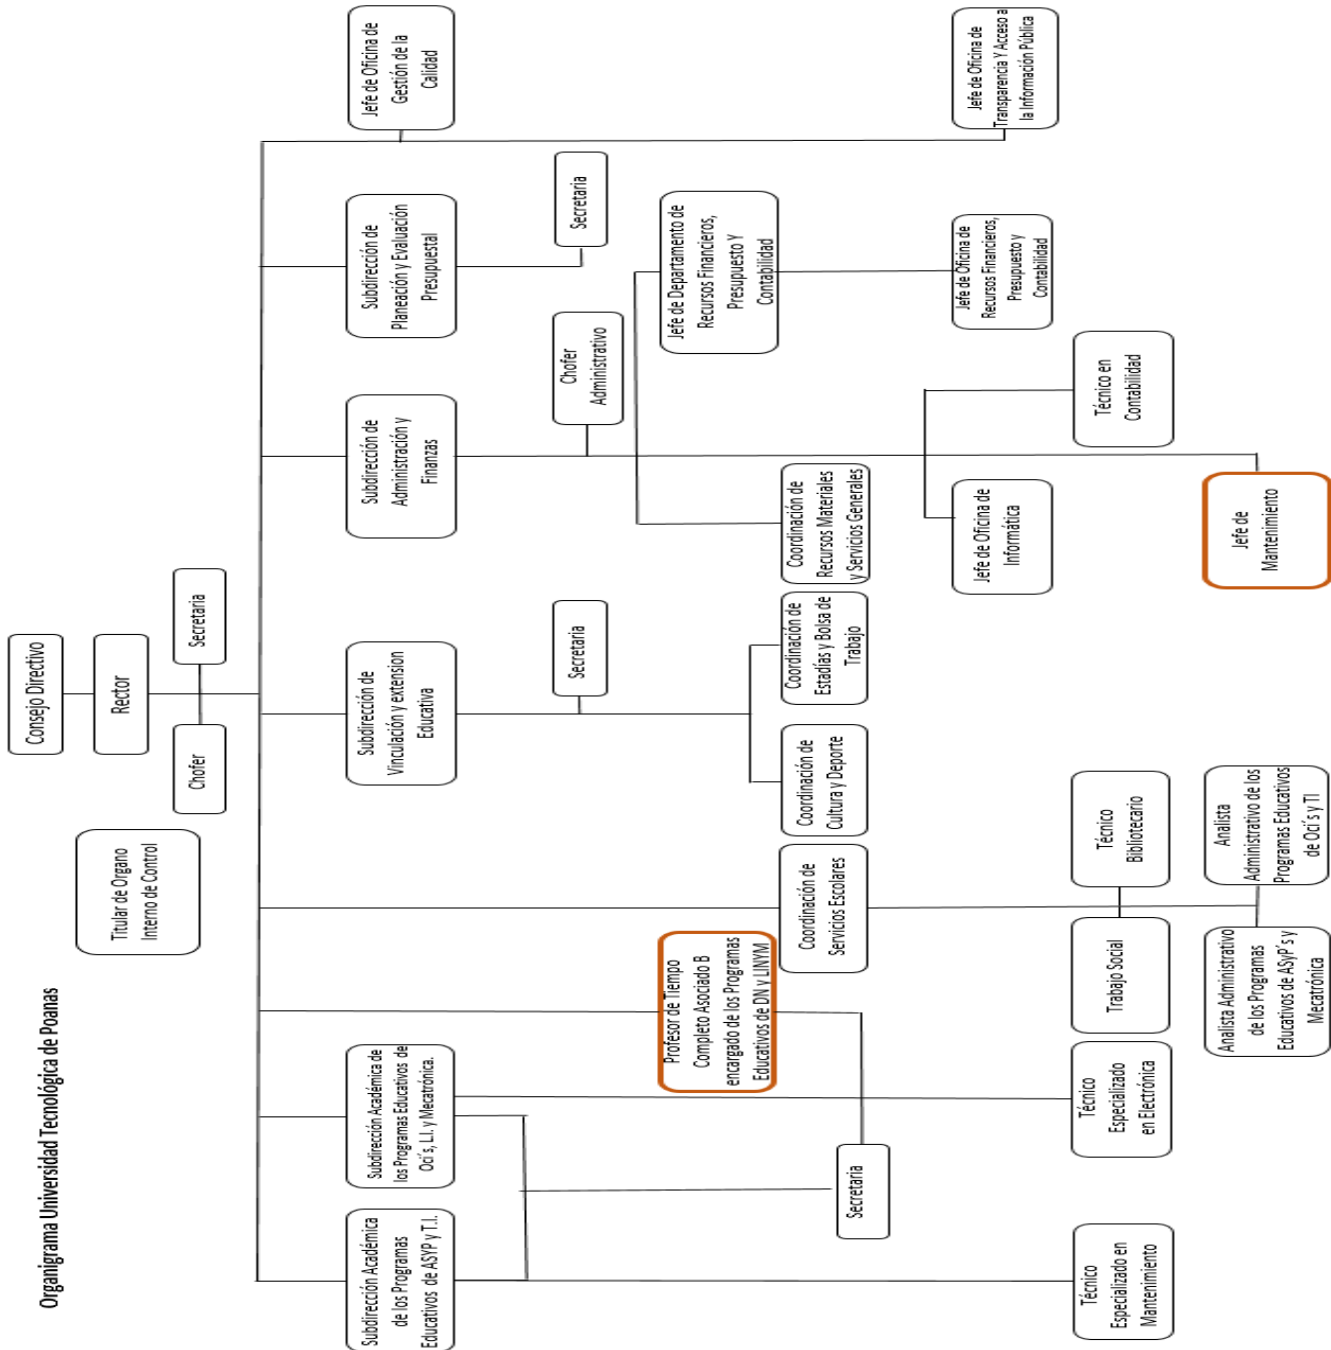 Organigrama Universidad Tecnológica de Poanas
Consejo Directivo
Rector
Chofer
Secretaria
Titular de Organo
Interno de Control
Subdirección Académica
de los Programas
Educativos de ASYP y T.I.
Subdirección Académica de
los Programas Educativos de
Oci´s, L.I. y Mecatrónica.
Subdirección de
Vinculación y extension
Educativa
Subdirección de
Administración y
Finanzas
Subdirección de
Planeación y Evaluación
Presupuestal
Jefe de Oficina de
Gestión de la
Calidad
Secretaria
Chofer
Administrativo
Secretaria
Profesor de Tiempo
Completo Asociado B
encargado de los Programas
Educativos de DN y LINYM
Jefe de Departamento de
Recursos Financieros,
Presupuesto Y
Contabilidad
Secretaria
Coordinación de
Servicios Escolares
Coordinación de
Cultura y Deporte
Coordinación de
Estadías y Bolsa de
Trabajo
Coordinación de
Recursos Materiales
y Servicios Generales
Jefe de Oficina de
Informática
Jefe de Oficina de
Recursos Financieros,
Presupuesto y
Contabilidad
Jefe de Oficina de
Transparencia Y Acceso a
la Información Pública
Técnico
Especializado en
Mantenimiento
Técnico
Especializado
en Electrónica
Trabajo Social
Técnico
Bibliotecario
Técnico en
Contabilidad
Analista Administrativo
de los Programas
Educativos de ASyP´s y
Mecatrónica
Analista
Administrativo de los
Programas Educativos
de Oci´s y TI
Jefe de
Mantenimiento